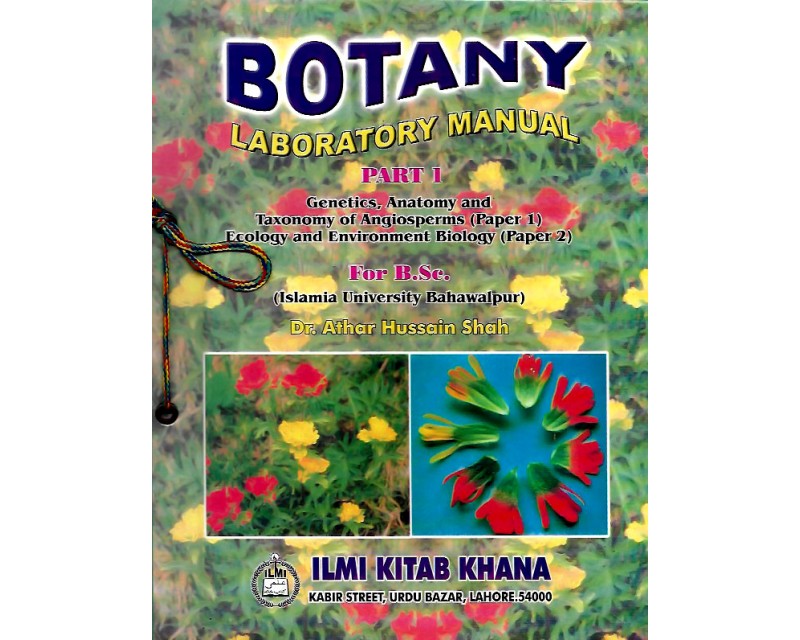 BOTANY
LABORATORY MANUAL
PART 1
Genetics, Anatomy and
Taxonomy of Angiosperms (Paper 1)
Ecology and Environment Biology (Paper 2)
For B.Sc.
(Islamia University Bahawalpur)
Dr. Athar Hussain Shah
ILMI
ILMI KITAB KHANA
KABIR STREET, URDU BAZAR, LAHORE.54000